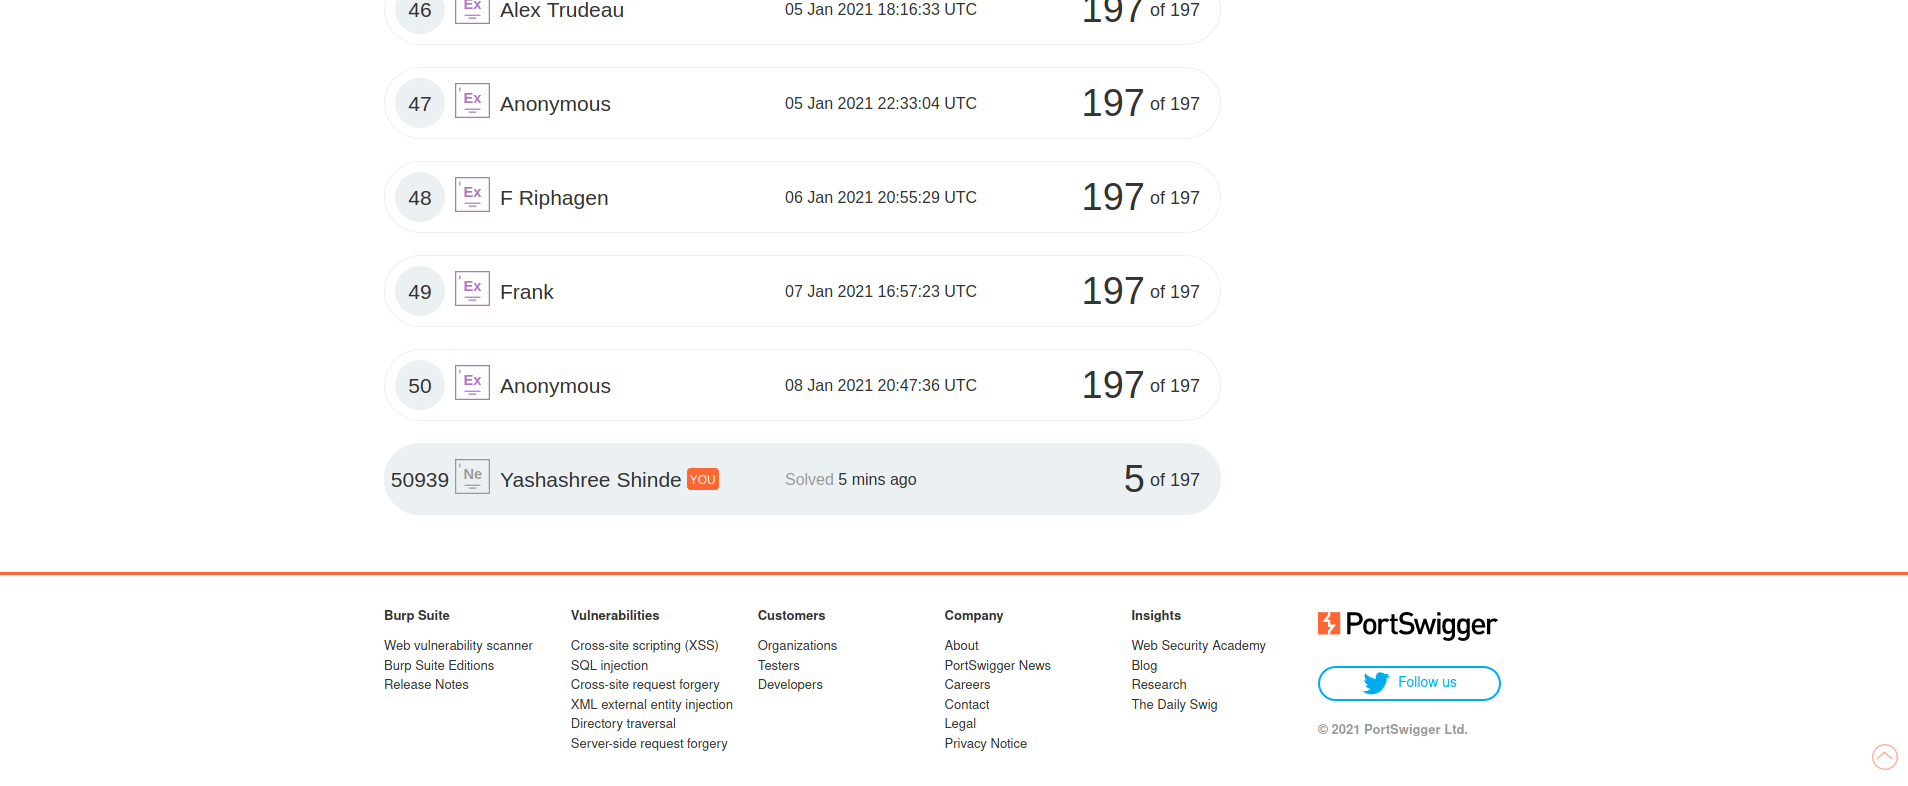 46 Ex Alex Trudeau 05 Jan 2021 18:16:33 UTC 197 of 197
47 Ex Anonymous 05 Jan 2021 22:33:04 UTC 197 of 197
48 Ex F Riphagen 06 Jan 2021 20:55:29 UTC 197 of 197
49 Ex Frank 07 Jan 2021 16:57:23 UTC 197 of 197
50 Ex Anonymous 08 Jan 2021 20:47:36 UTC 197 of 197
50939 Ne Yashashree Shinde YOU Solved 5 mins ago 5 of 197
Burp Suite
Web vulnerability scanner
Burp Suite Editions
Release Notes
Vulnerabilities
Cross-site scripting (XSS)
SQL injection
Cross-site request forgery
XML external entity injection
Directory traversal
Server-side request forgery
Customers
Organizations
Testers
Developers
Company
About
PortSwigger News
Careers
Contact
Legal
Privacy Notice
Insights
Web Security Academy
Blog
Research
The Daily Swig
PortSwigger
Follow us
© 2021 PortSwigger Ltd.